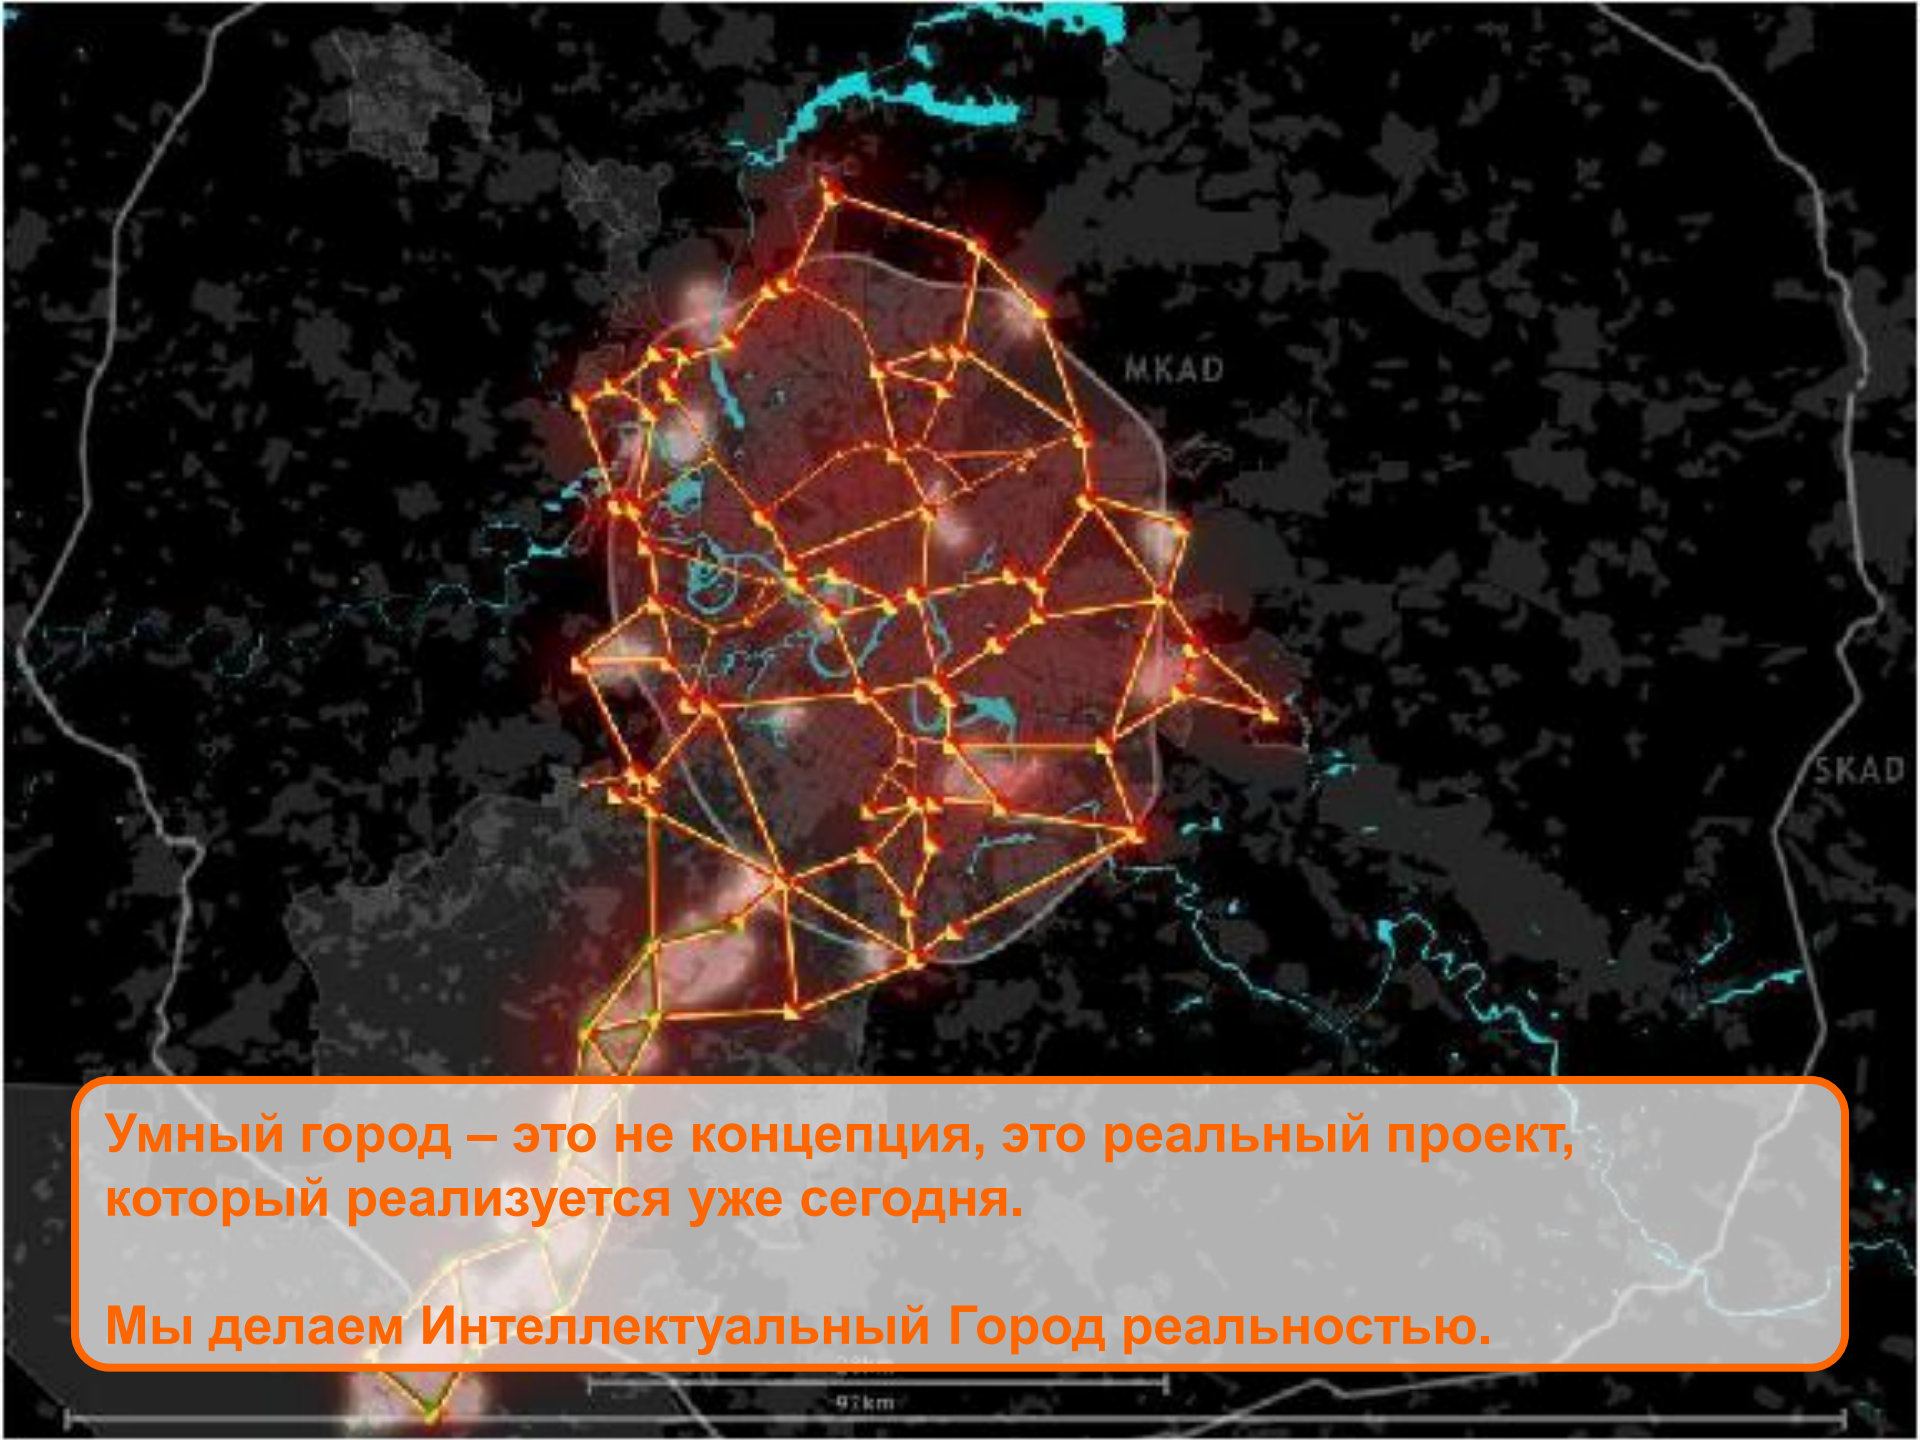 MKAD
SKAD
Умный город – это не концепция, это реальный проект,
который реализуется уже сегодня.
Мы делаем Интеллектуальный Город реальностью.
97km